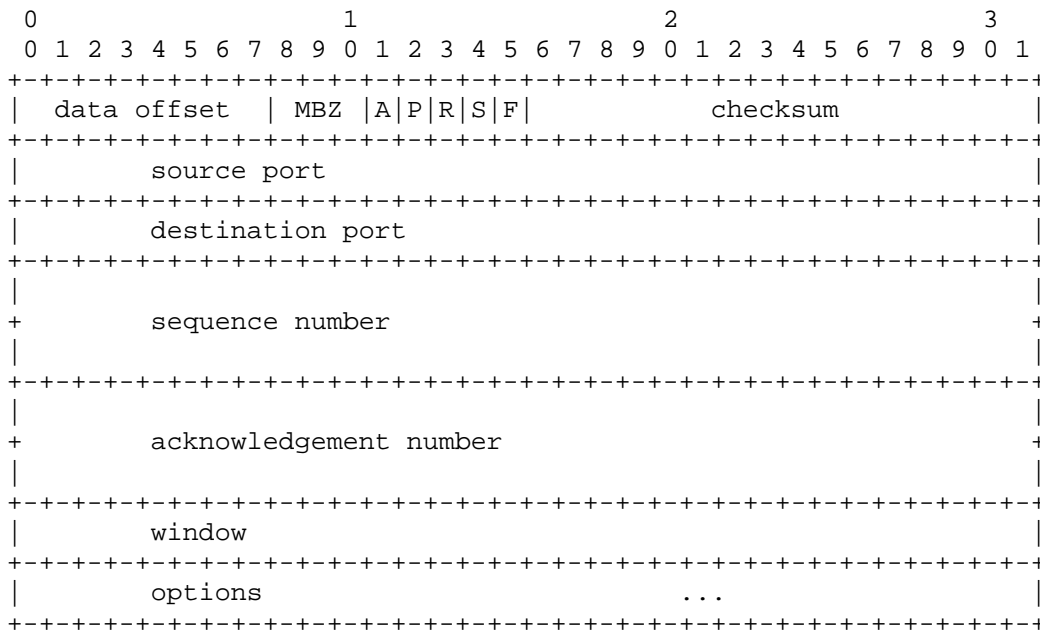 0                   1                   2                   3
 0 1 2 3 4 5 6 7 8 9 0 1 2 3 4 5 6 7 8 9 0 1 2 3 4 5 6 7 8 9 0 1
+-+-+-+-+-+-+-+-+-+-+-+-+-+-+-+-+-+-+-+-+-+-+-+-+-+-+-+-+-+-+-+-+
|  data offset  | MBZ |A|P|R|S|F|           checksum            |
+-+-+-+-+-+-+-+-+-+-+-+-+-+-+-+-+-+-+-+-+-+-+-+-+-+-+-+-+-+-+-+-+
|        source port                                            |
+-+-+-+-+-+-+-+-+-+-+-+-+-+-+-+-+-+-+-+-+-+-+-+-+-+-+-+-+-+-+-+-+
|        destination port                                       |
+-+-+-+-+-+-+-+-+-+-+-+-+-+-+-+-+-+-+-+-+-+-+-+-+-+-+-+-+-+-+-+-+
|                                                               |
+        sequence number                                        +
|                                                               |
+-+-+-+-+-+-+-+-+-+-+-+-+-+-+-+-+-+-+-+-+-+-+-+-+-+-+-+-+-+-+-+-+
|                                                               |
+        acknowledgement number                                 +
|                                                               |
+-+-+-+-+-+-+-+-+-+-+-+-+-+-+-+-+-+-+-+-+-+-+-+-+-+-+-+-+-+-+-+-+
|        window                                                 |
+-+-+-+-+-+-+-+-+-+-+-+-+-+-+-+-+-+-+-+-+-+-+-+-+-+-+-+-+-+-+-+-+
|        options                          ...                    |
+-+-+-+-+-+-+-+-+-+-+-+-+-+-+-+-+-+-+-+-+-+-+-+-+-+-+-+-+-+-+-+-+